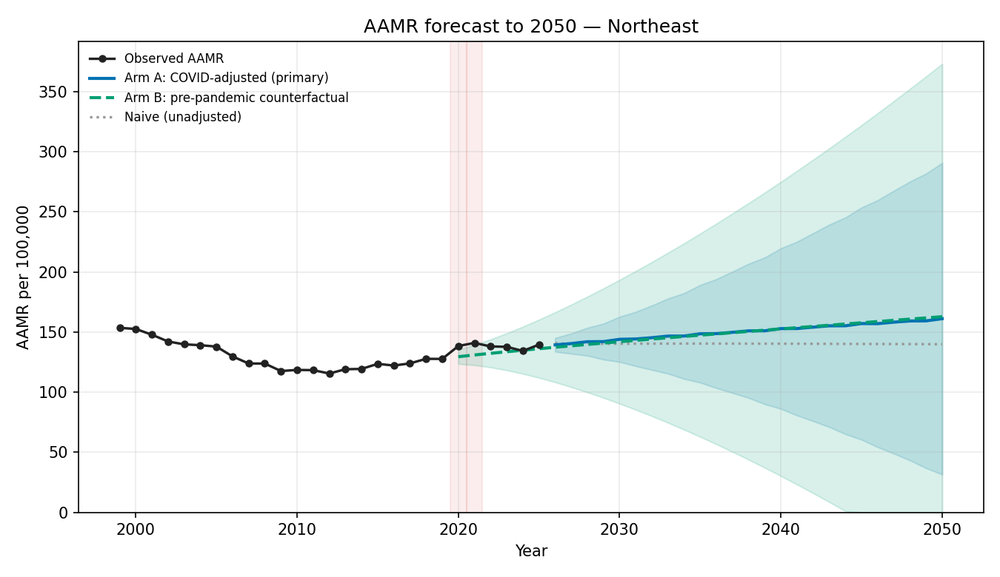 AAMR forecast to 2050 — Northeast
Observed AAMR
Arm A: COVID-adjusted (primary)
Arm B: pre-pandemic counterfactual
Naive (unadjusted)
AAMR per 100,000
350
300
250
200
150
100
50
0
2000 2010 2020 2030 2040 2050
Year